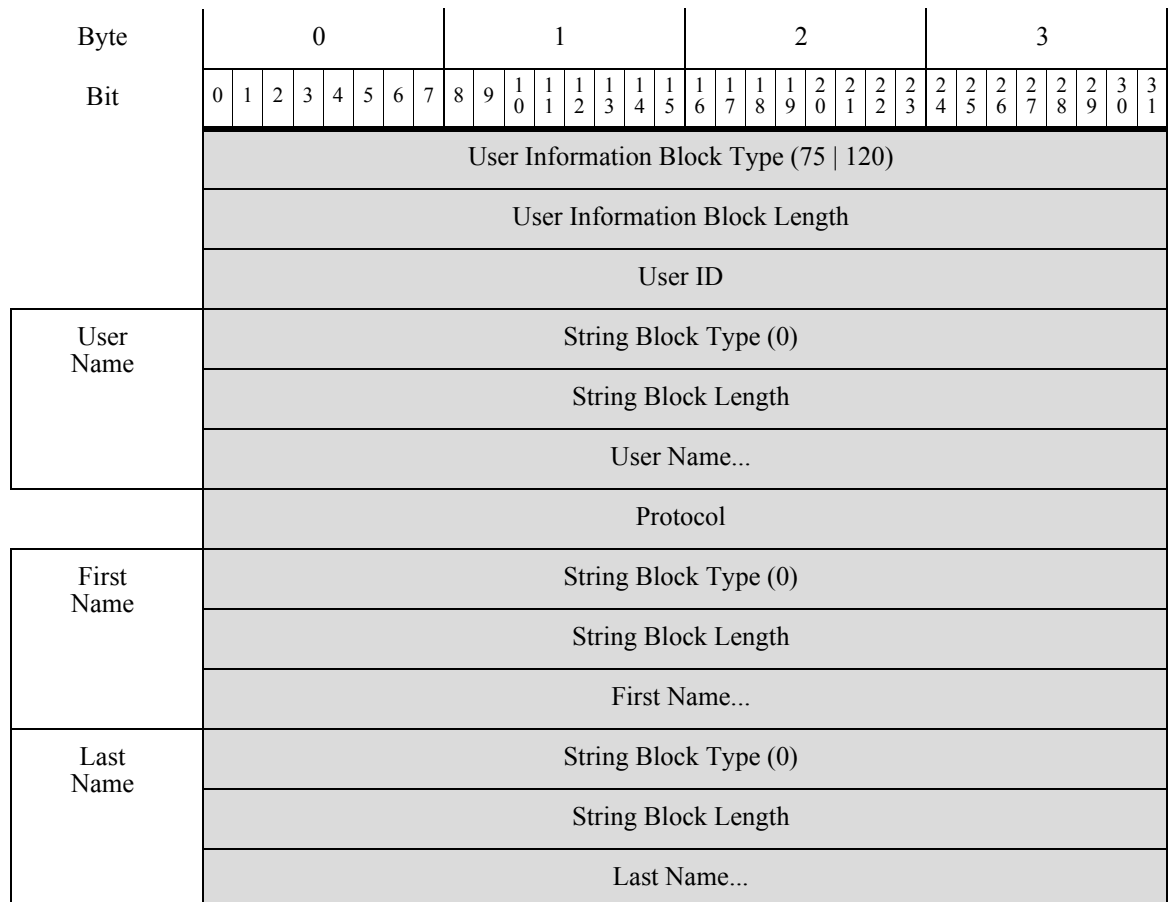 Byte 0 1 2 3
Bit 0 1 2 3 4 5 6 7 8 9 10 11 12 13 14 15 16 17 18 19 20 21 22 23 24 25 26 27 28 29 30 31
User Information Block Type (75 | 120)
User Information Block Length
User ID
User
Name
String Block Type (0)
String Block Length
User Name...
Protocol
First
Name
String Block Type (0)
String Block Length
First Name...
Last
Name
String Block Type (0)
String Block Length
Last Name...